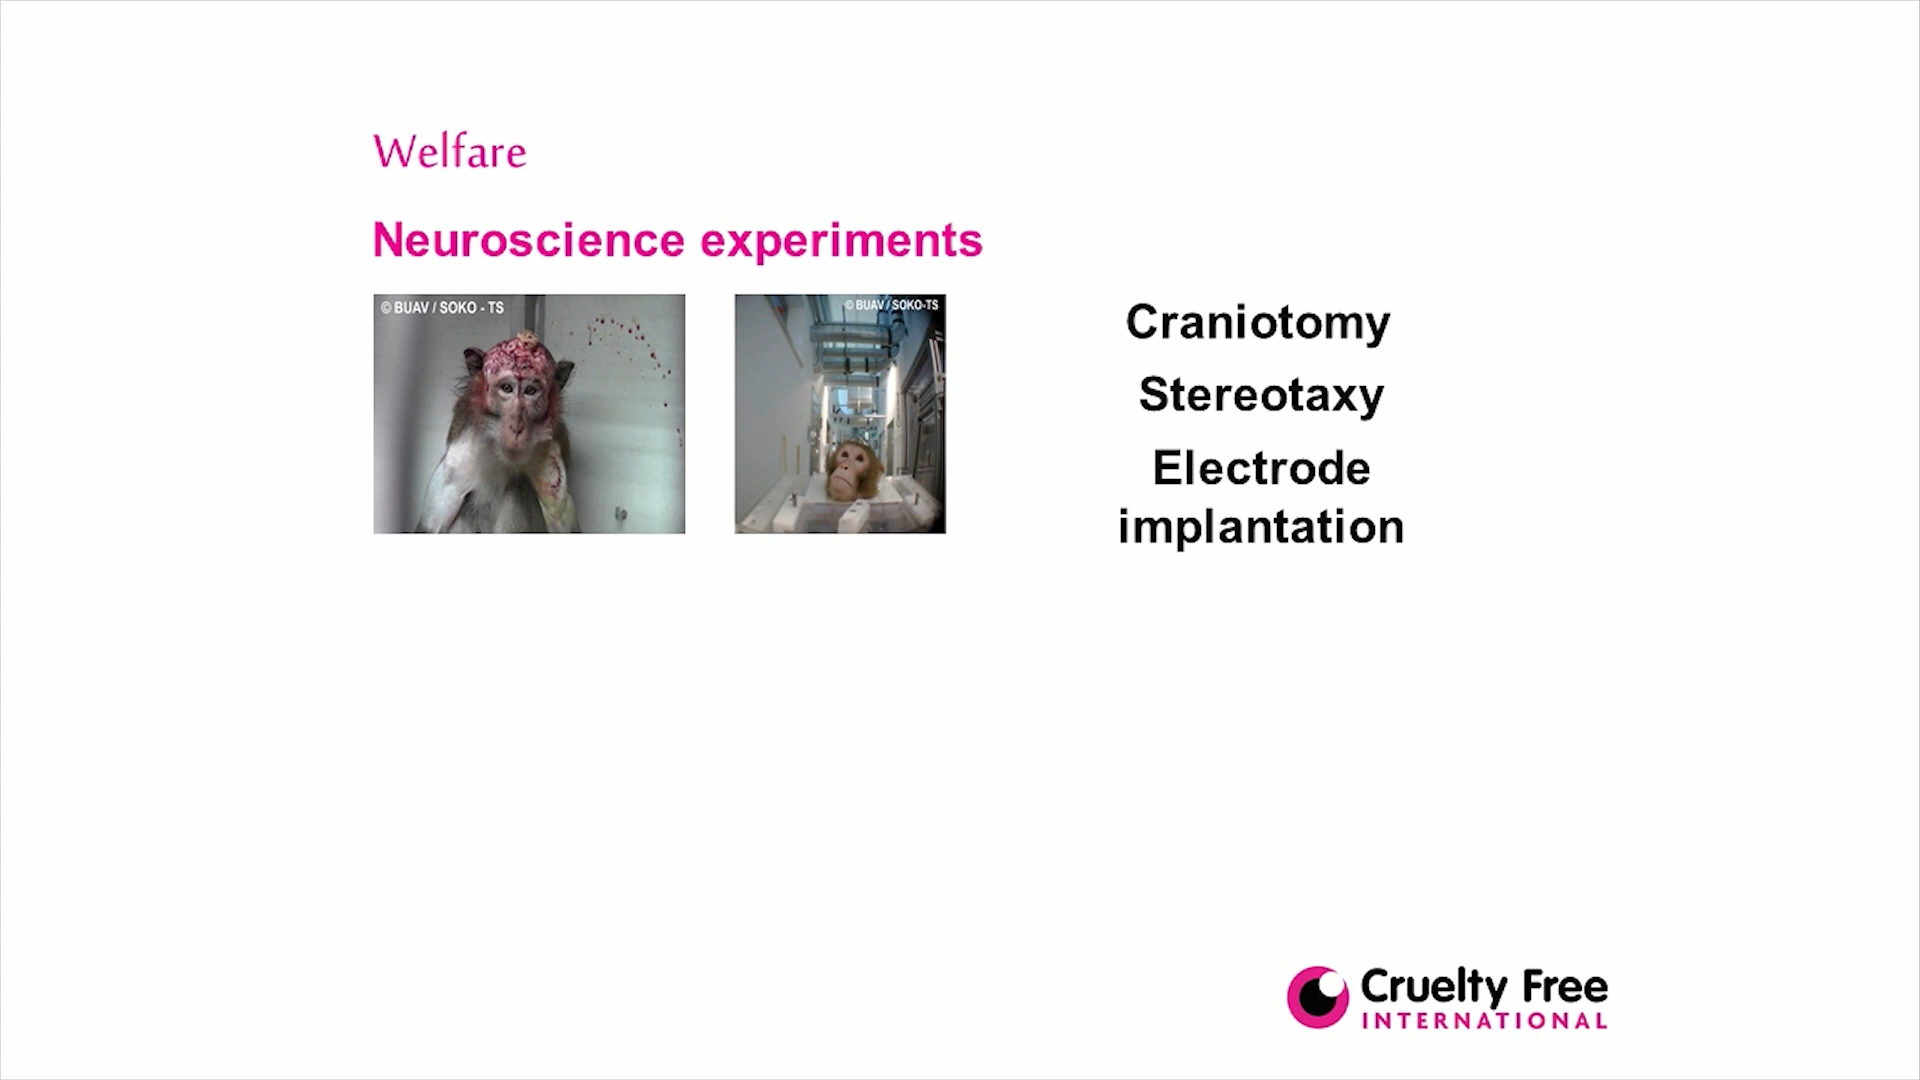 Welfare
Neuroscience experiments
© BUAV / SOKO - TS
© BUAV / SOKO-TS
Craniotomy
Stereotaxy
Electrode
implantation
Cruelty Free
INTERNATIONAL